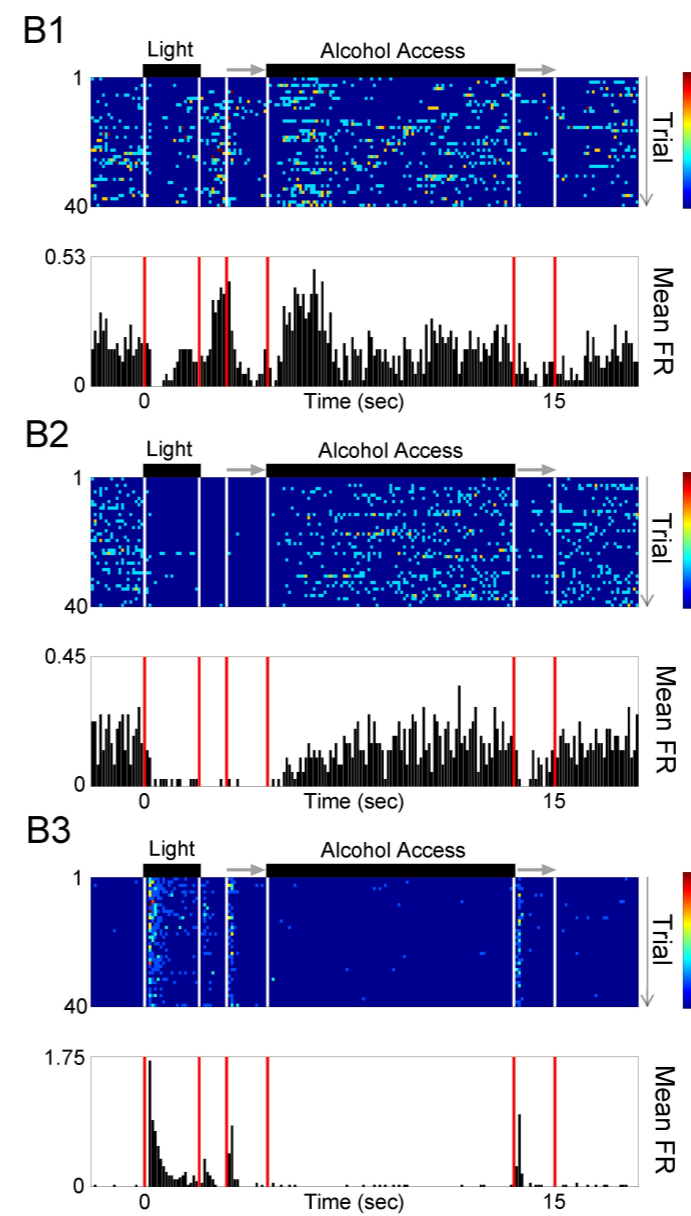 B1
Light Alcohol Access
1
40
Trial
0.53
0
Mean FR
0 Time (sec) 15
B2
Light Alcohol Access
1
40
Trial
0.45
0
Mean FR
0 Time (sec) 15
B3
Light Alcohol Access
1
40
Trial
1.75
0
Mean FR
0 Time (sec) 15